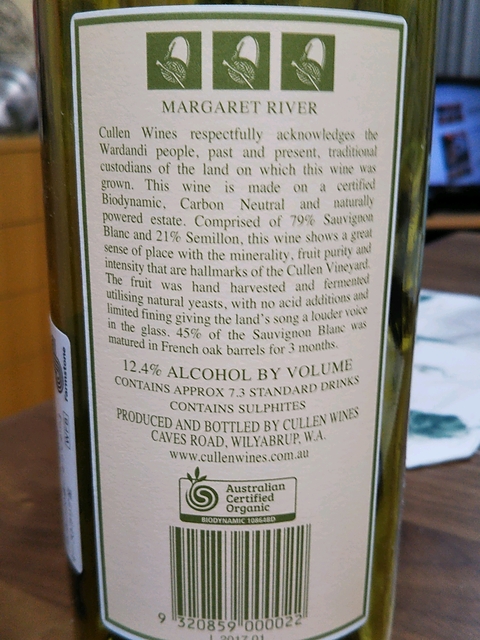 MARGARET RIVER
Cullen Wines respectfully acknowledges the
Wardandi people, past and present, traditional
custodians of the land on which this wine was
grown. This wine is made on a certified
Biodynamic, Carbon Neutral and naturally
powered estate. Comprised of 79% Sauvignon
Blanc and 21% Semillon, this wine shows a great
sense of place with the minerality, fruit purity and
intensity that are hallmarks of the Cullen Vineyard.
The fruit was hand harvested and fermented
utilising natural yeasts, with no acid additions and
limited fining giving the land's song a louder voice
in the glass. 45% of the Sauvignon Blanc was
matured in French oak barrels for 3 months.
12.4% ALCOHOL BY VOLUME
CONTAINS APPROX 7.3 STANDARD DRINKS
CONTAINS SULPHITES
PRODUCED AND BOTTLED BY CULLEN WINES
CAVES ROAD, WILYABRUP, W.A.
www.cullenwines.com.au
Australian
Certified
Organic
BIODYNAMIC 10864BD
9 320859 000022
L 2017 01